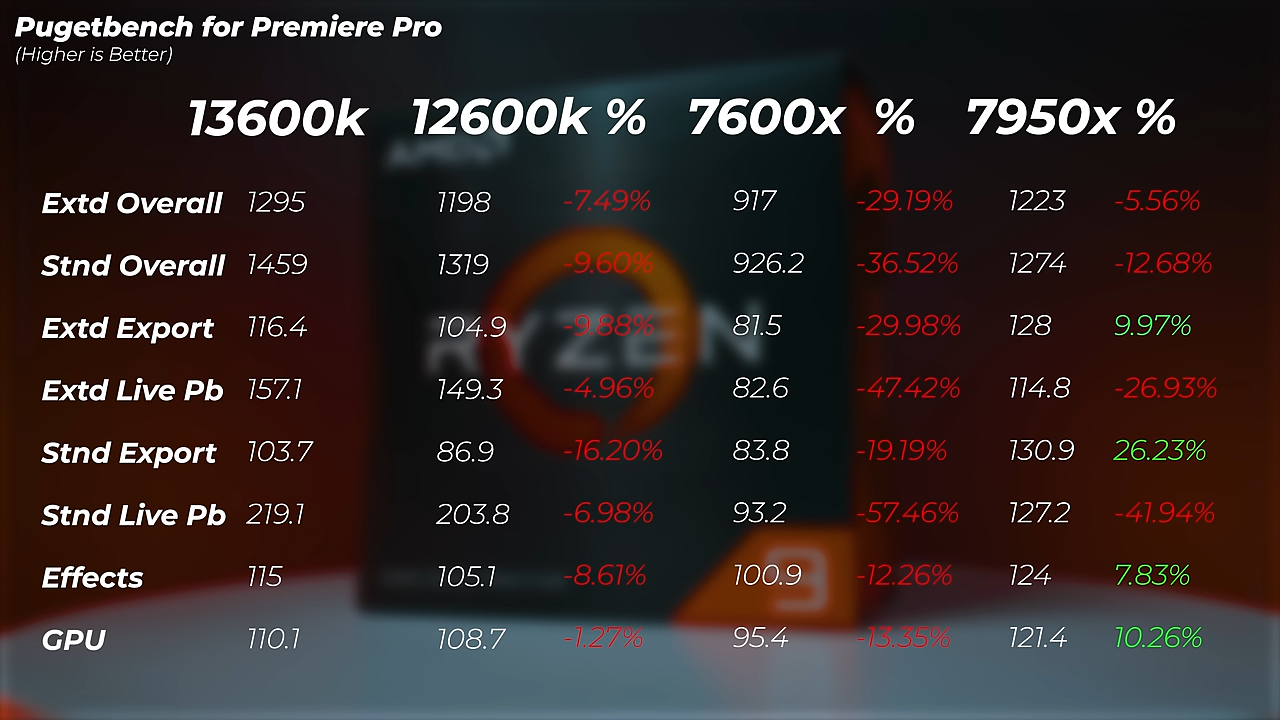 Pugetbench for Premiere Pro
(Higher is Better)
13600k 12600k % 7600x % 7950x %
Extd Overall 1295 1198 -7.49% 917 -29.19% 1223 -5.56%
Stnd Overall 1459 1319 -9.60% 926.2 -36.52% 1274 -12.68%
Extd Export 116.4 104.9 -9.88% 81.5 -29.98% 128 9.97%
Extd Live Pb 157.1 149.3 -4.96% 82.6 -47.42% 114.8 -26.93%
Stnd Export 103.7 86.9 -16.20% 83.8 -19.19% 130.9 26.23%
Stnd Live Pb 219.1 203.8 -6.98% 93.2 -57.46% 127.2 -41.94%
Effects 115 105.1 -8.61% 100.9 -12.26% 124 7.83%
GPU 110.1 108.7 -1.27% 95.4 -13.35% 121.4 10.26%
AMD
RYZEN
9